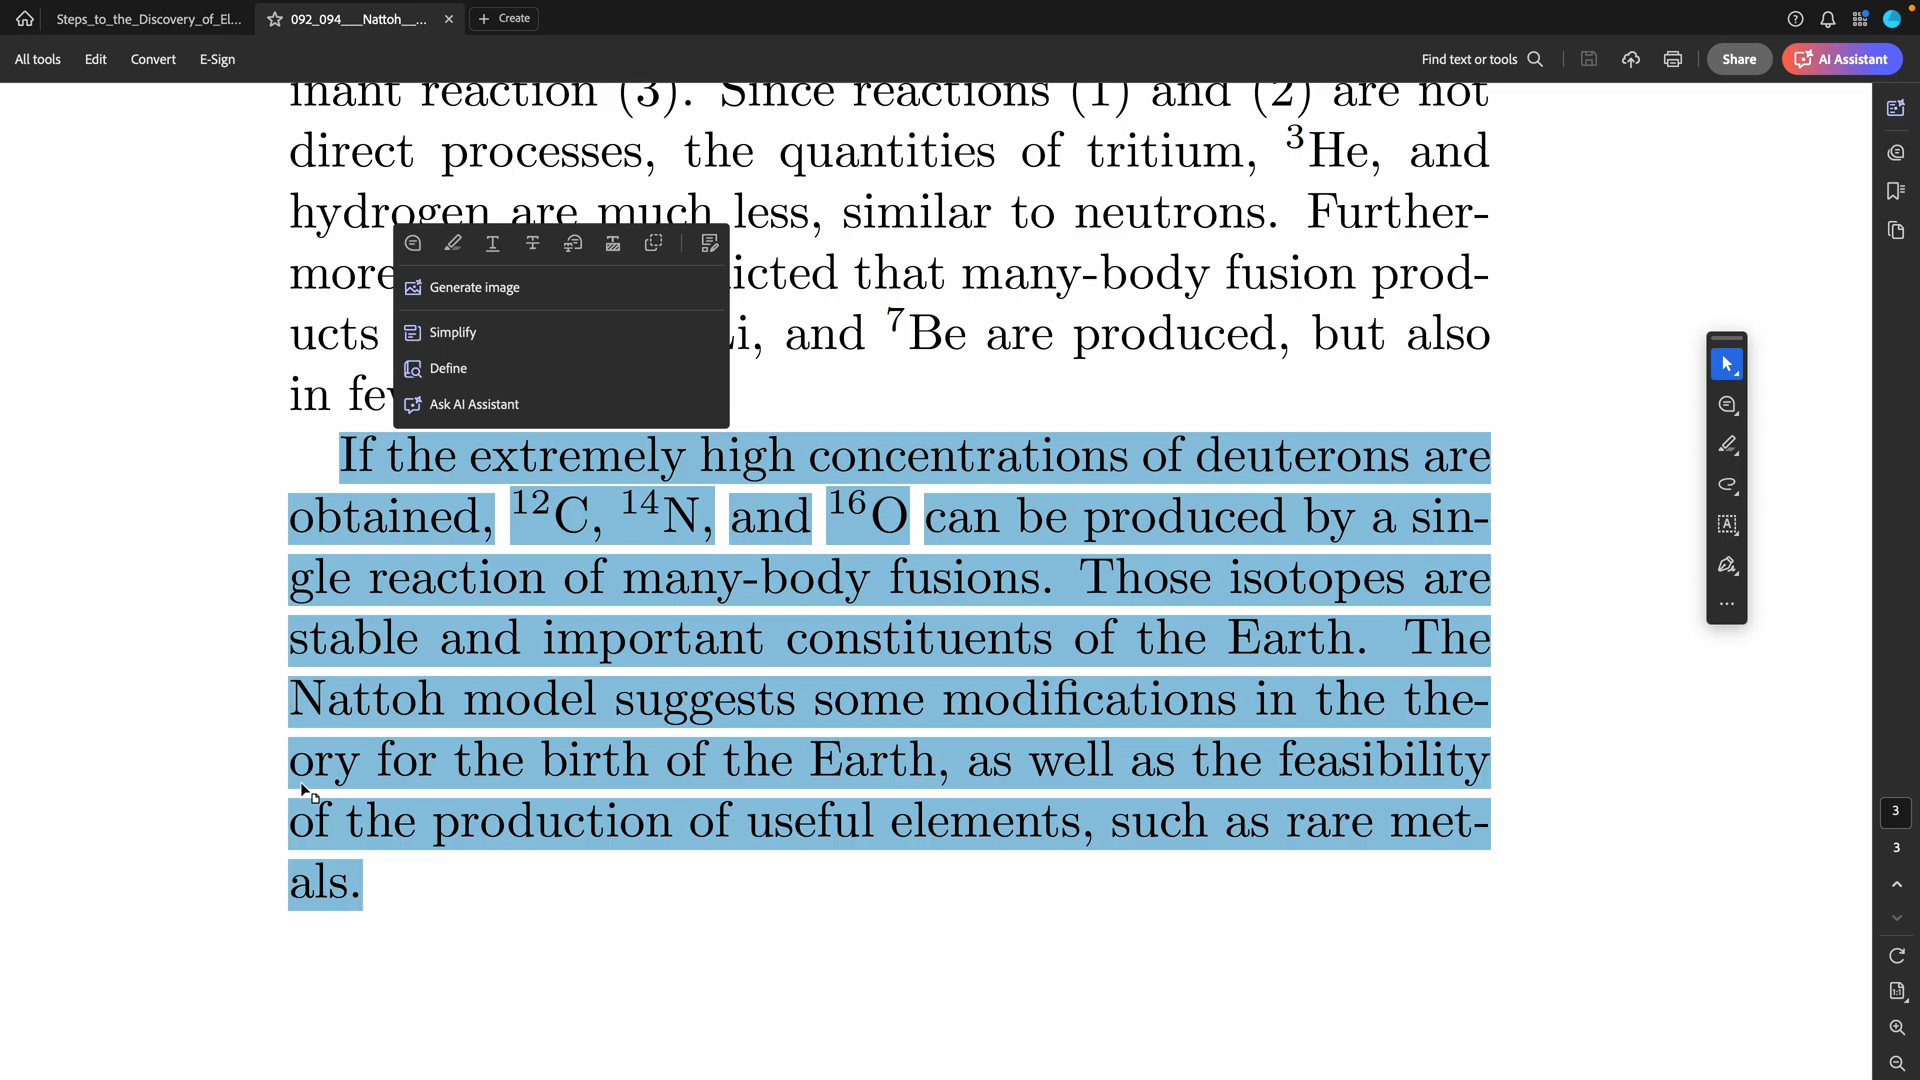 Steps_to_the_Discovery_of_El...
092_094___Nattoh__...
Create
All tools
Edit
Convert
E-Sign
Find text or tools
Share
AI Assistant
inant reaction (3). Since reactions (1) and (2) are not
direct processes, the quantities of tritium, ³He, and
hydrogen are much less, similar to neutrons. Further-
more icted that many-body fusion prod-
ucts i, and ⁷Be are produced, but also
in few
Generate image
Simplify
Define
Ask AI Assistant
If the extremely high concentrations of deuterons are
obtained, ¹²C, ¹⁴N, and ¹⁶O can be produced by a sin-
gle reaction of many-body fusions. Those isotopes are
stable and important constituents of the Earth. The
Nattoh model suggests some modifications in the the-
ory for the birth of the Earth, as well as the feasibility
of the production of useful elements, such as rare met-
als.
3
3